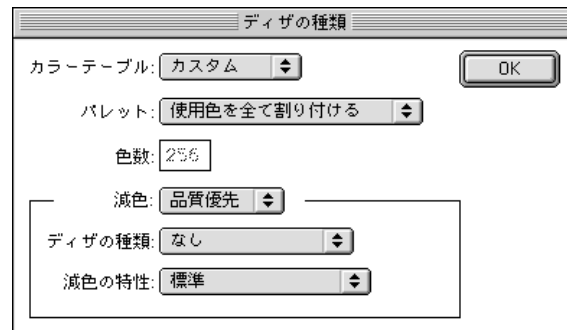 ディザの種類
カラーテーブル: カスタム OK
パレット: 使用色を全て割り付ける
色数: 256
減色: 品質優先
ディザの種類: なし
減色の特性: 標準